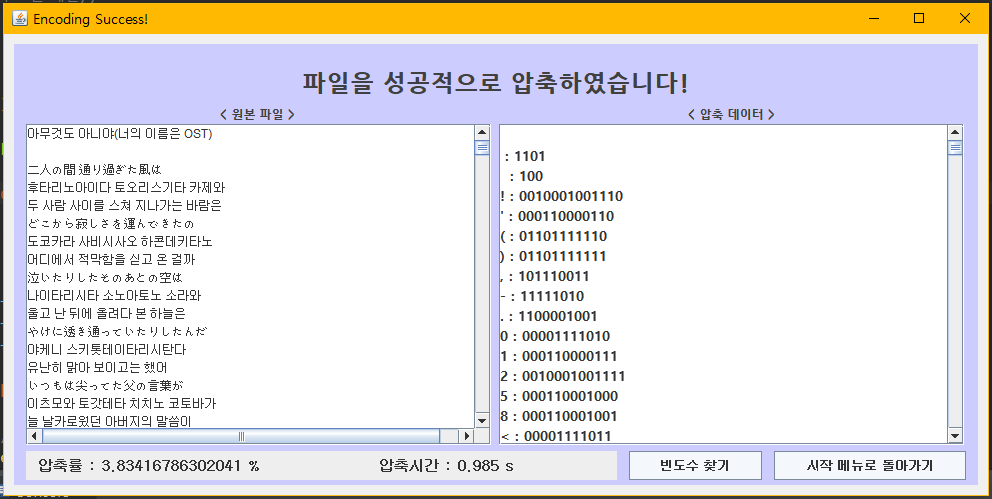 Encoding Success!
파일을 성공적으로 압축하였습니다!
< 원본 파일 >
아무것도 아니야(너의 이름은 OST)
二人の間 通り過ぎた風は
후타리노아이다 토오리스기타 카제와
두 사람 사이를 스쳐 지나가는 바람은
どこから寂しさを運んできたの
도코카라 사비시사오 하콘데키타노
어디에서 적막함을 싣고 온 걸까
泣いたりしたそのあとの空は
나이타리시타 소노아토노 소라와
울고 난 뒤에 올려다 본 하늘은
やけに透き通っていたりしたんだ
야케니 스키톳테이타리시탄다
유난히 맑아 보이고는 했어
いつもは尖ってた父の言葉が
이츠모와 토갓테타 치치노 코토바가
늘 날카로웠던 아버지의 말씀이
< 압축 데이터 >
: 1101
: 100
! : 0010001001110
' : 000110000110
( : 01101111110
) : 01101111111
, : 101110011
- : 11111010
. : 1100001001
0 : 00001111010
1 : 000110000111
2 : 0010001001111
5 : 000110001000
8 : 000110001001
< : 00001111011
압축률 : 3.83416786302041 %
압축시간 : 0.985 s
빈도수 찾기
시작 메뉴로 돌아가기